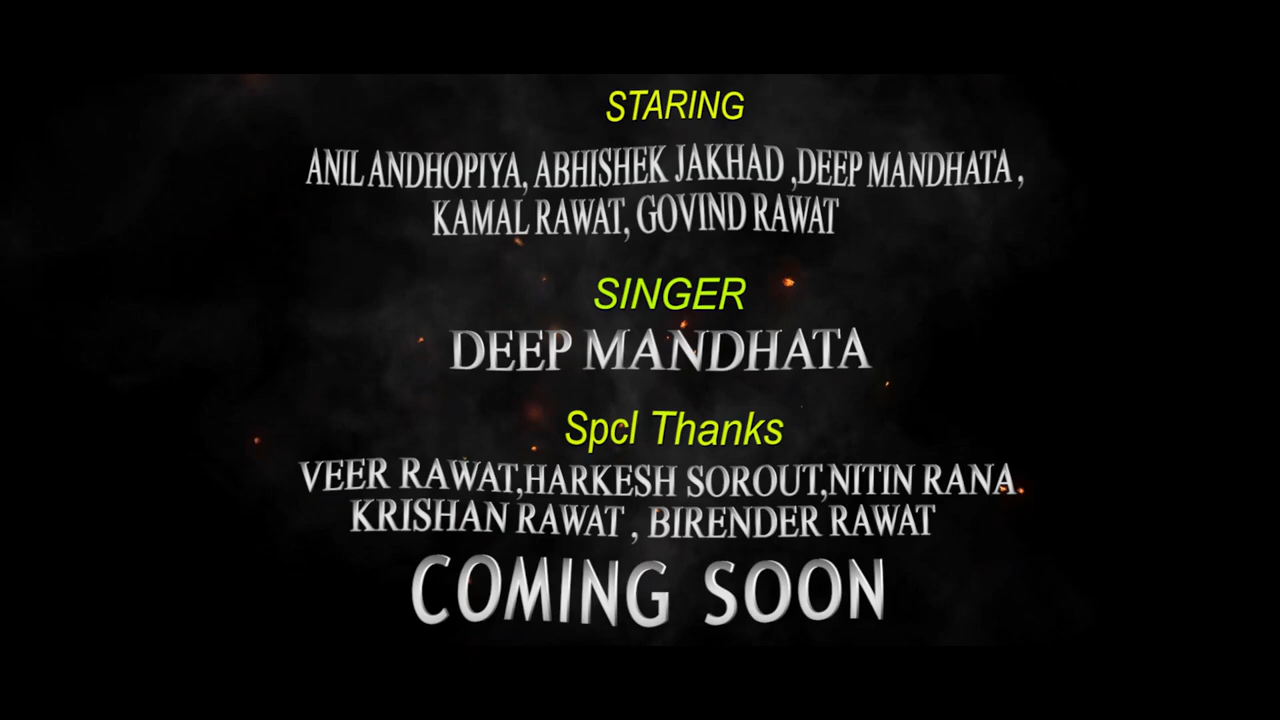 STARING
ANIL ANDHOPIYA, ABHISHEK JAKHAD ,DEEP MANDHATA ,
KAMAL RAWAT, GOVIND RAWAT
SINGER
DEEP MANDHATA
Spcl Thanks
VEER RAWAT,HARKESH SOROUT,NITIN RANA
KRISHAN RAWAT , BIRENDER RAWAT
COMING SOON